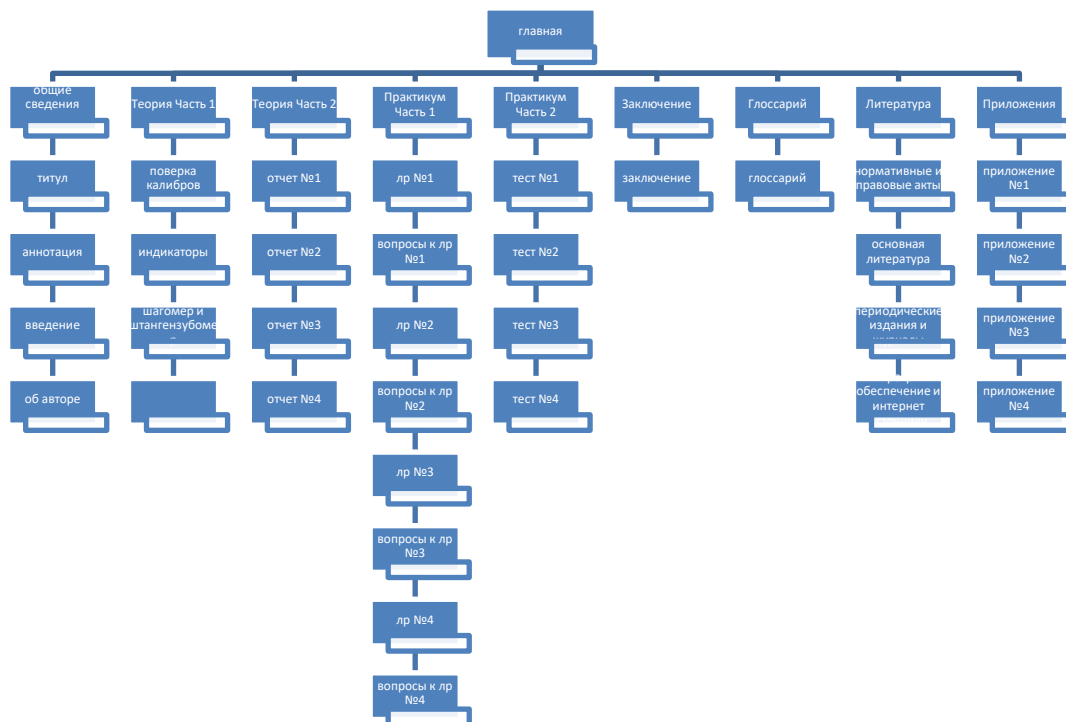 главная
общие
сведения
Теория Часть 1
Теория Часть 2
Практикум
Часть 1
Практикум
Часть 2
Заключение
Глоссарий
Литература
Приложения
титул
поверка
калибров
отчет №1
лр №1
тест №1
заключение
глоссарий
нормативные и
правовые акты
приложение
№1
аннотация
индикаторы
отчет №2
вопросы к лр
№1
тест №2
основная
литература
приложение
№2
введение
шагомер и
штангензубоме
отчет №3
лр №2
тест №3
периодические
издания и
журналы
приложение
№3
об авторе
отчет №4
вопросы к лр
№2
тест №4
обеспечение и
интернет
приложение
№4
лр №3
вопросы к лр
№3
лр №4
вопросы к лр
№4